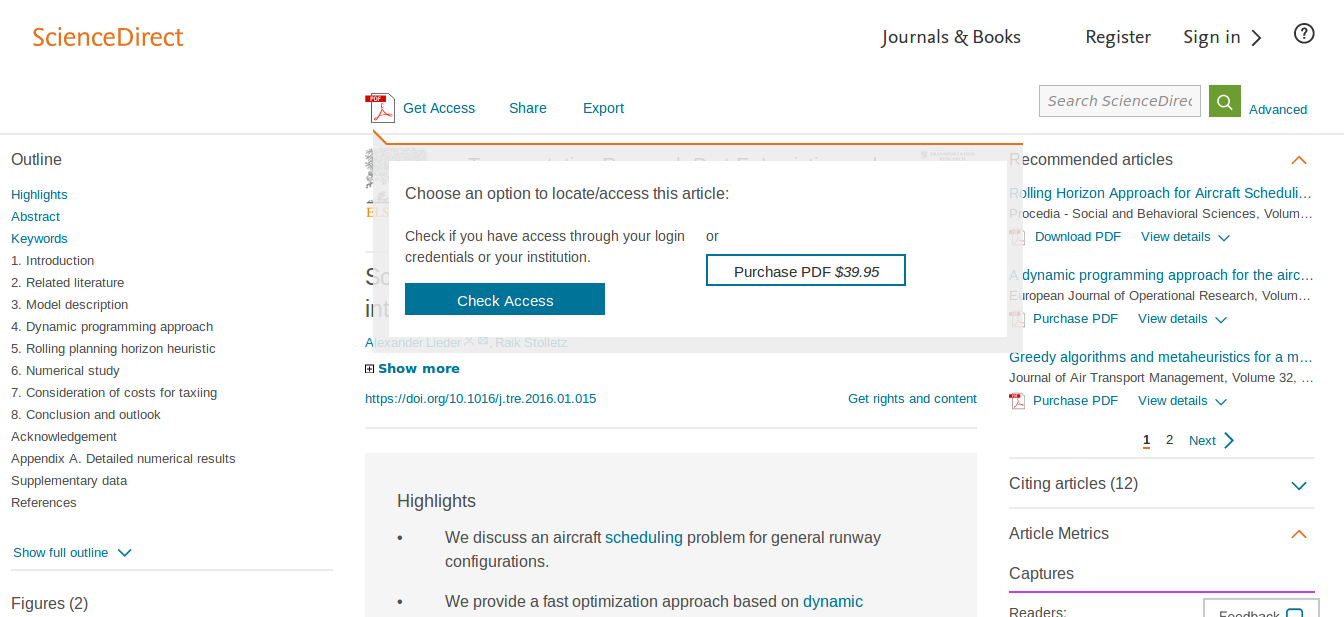 ScienceDirect
Journals & Books
Register
Sign in
PDF
Get Access
Share
Export
Search ScienceDirec
Advanced
Outline
Highlights
Abstract
Keywords
1. Introduction
2. Related literature
3. Model description
4. Dynamic programming approach
5. Rolling planning horizon heuristic
6. Numerical study
7. Consideration of costs for taxiing
8. Conclusion and outlook
Acknowledgement
Appendix A. Detailed numerical results
Supplementary data
References
Show full outline
Figures (2)
Choose an option to locate/access this article:
Check if you have access through your login
credentials or your institution.
Check Access
or
Purchase PDF $39.95
Alexander Lieder , Raik Stolletz
Show more
https://doi.org/10.1016/j.tre.2016.01.015
Get rights and content
Highlights
• We discuss an aircraft scheduling problem for general runway
configurations.
• We provide a fast optimization approach based on dynamic
Recommended articles
Rolling Horizon Approach for Aircraft Scheduli…
Procedia - Social and Behavioral Sciences, Volum…
Download PDF
View details
A dynamic programming approach for the airc…
European Journal of Operational Research, Volum…
Purchase PDF
View details
Greedy algorithms and metaheuristics for a m…
Journal of Air Transport Management, Volume 32, …
Purchase PDF
View details
1 2 Next
Citing articles (12)
Article Metrics
Captures
Readers:
Feedback